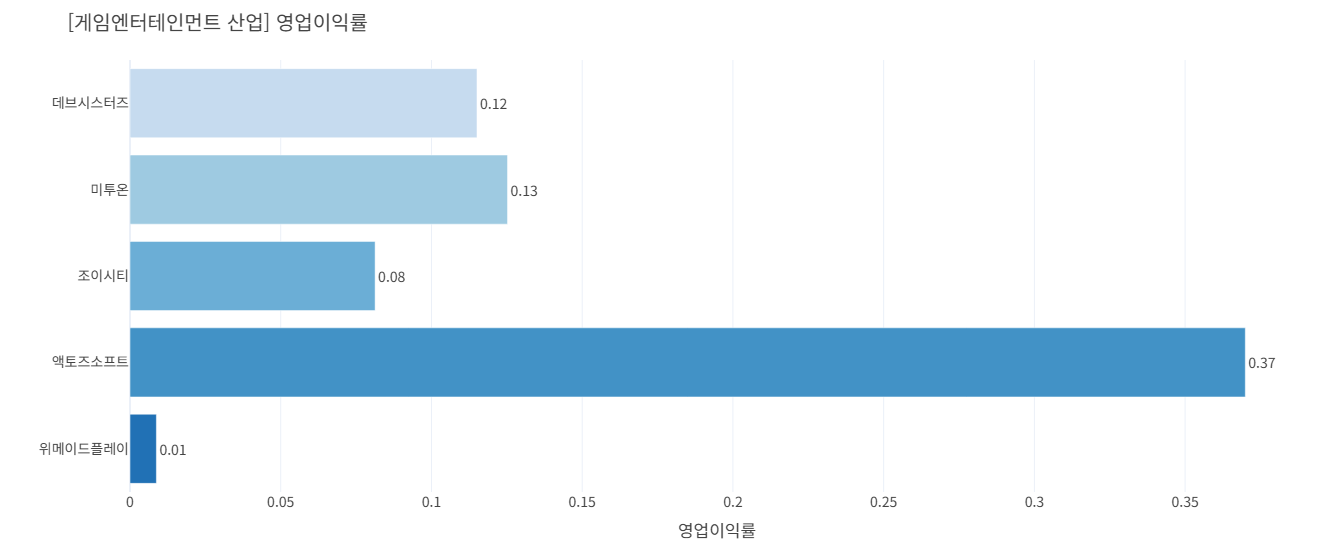 [게임엔터테인먼트 산업] 영업이익률
데브시스터즈 0.12
미투온 0.13
조이시티 0.08
액토즈소프트 0.37
위메이드플레이 0.01
0 0.05 0.1 0.15 0.2 0.25 0.3 0.35
영업이익률